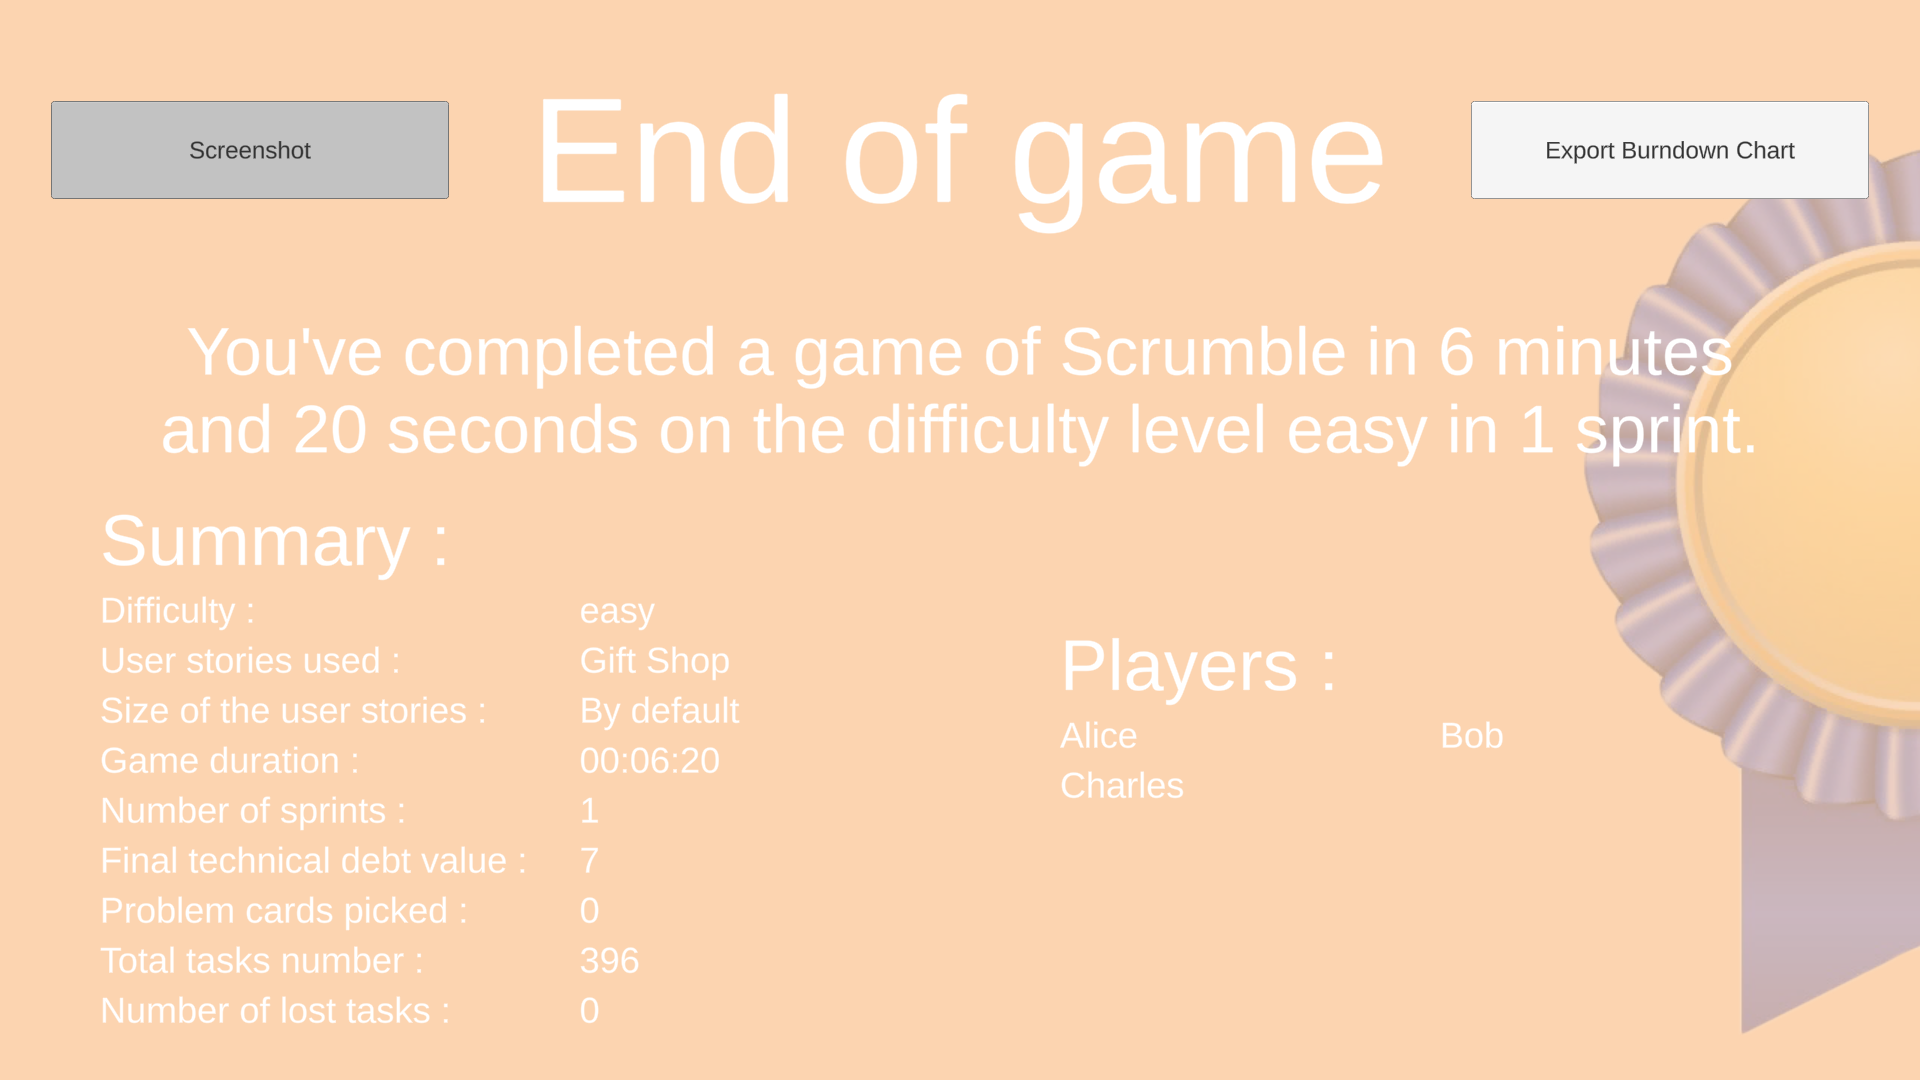 Screenshot
End of game
Export Burndown Chart
You've completed a game of Scrumble in 6 minutes
and 20 seconds on the difficulty level easy in 1 sprint.
Summary :
Difficulty : easy
User stories used : Gift Shop
Size of the user stories : By default
Game duration : 00:06:20
Number of sprints : 1
Final technical debt value : 7
Problem cards picked : 0
Total tasks number : 396
Number of lost tasks : 0
Players :
Alice Bob
Charles